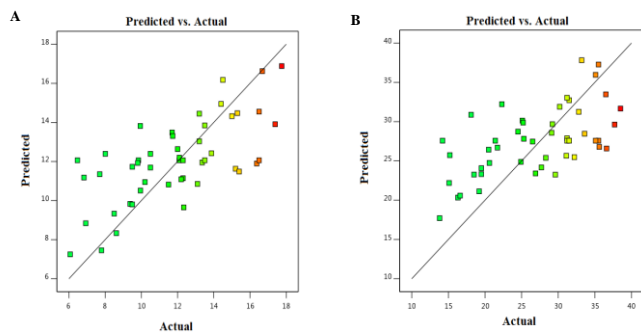 A
Predicted vs. Actual
18
16
14
12
10
8
6
Predicted
6 8 10 12 14 16 18
Actual
B
Predicted vs. Actual
40
35
30
25
20
15
10
Predicted
10 15 20 25 30 35 40
Actual